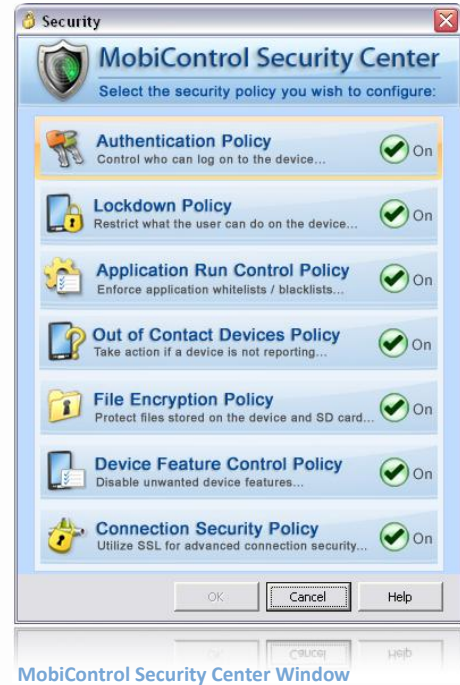 Security
MobiControl Security Center
Select the security policy you wish to configure:
Authentication Policy
Control who can log on to the device...
On
Lockdown Policy
Restrict what the user can do on the device...
On
Application Run Control Policy
Enforce application whitelists / blacklists...
On
Out of Contact Devices Policy
Take action if a device is not reporting...
On
File Encryption Policy
Protect files stored on the device and SD card...
On
Device Feature Control Policy
Disable unwanted device features...
On
Connection Security Policy
Utilize SSL for advanced connection security...
On
OK Cancel Help
MobiControl Security Center Window